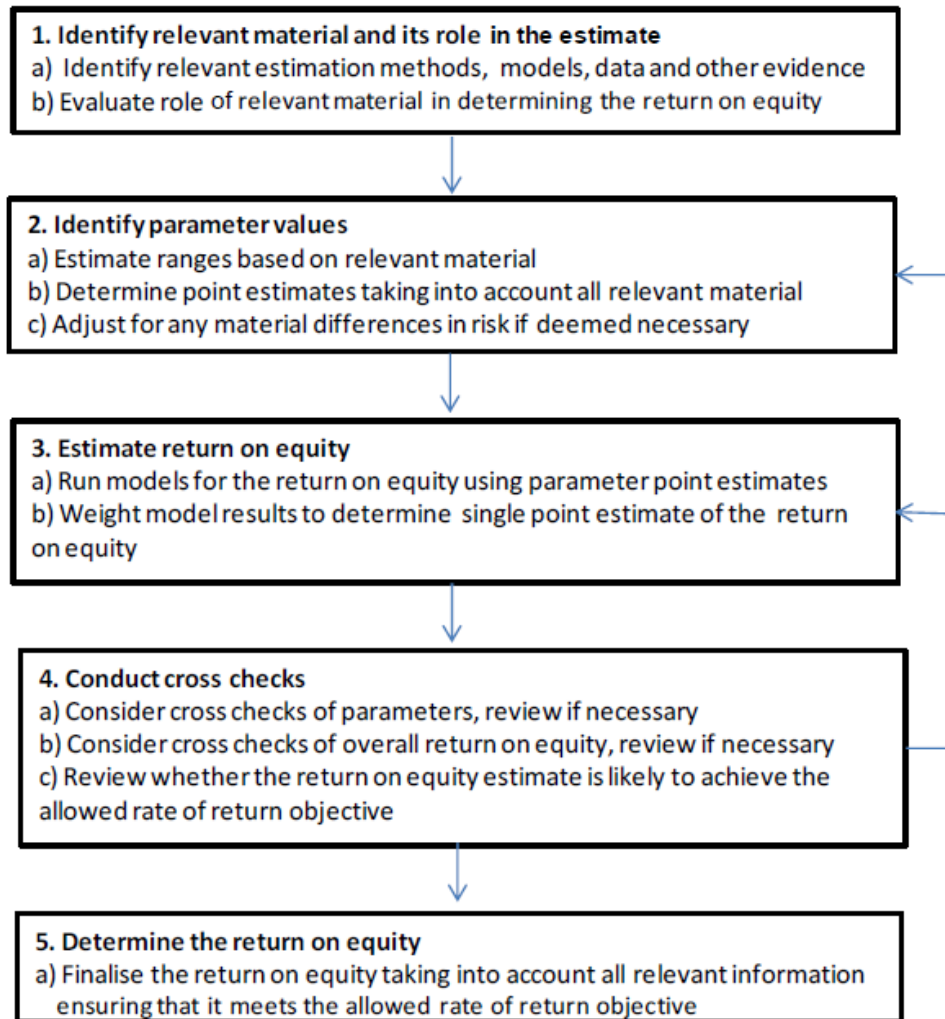 1. Identify relevant material and its role in the estimate
a) Identify relevant estimation methods, models, data and other evidence
b) Evaluate role of relevant material in determining the return on equity
2. Identify parameter values
a) Estimate ranges based on relevant material
b) Determine point estimates taking into account all relevant material
c) Adjust for any material differences in risk if deemed necessary
3. Estimate return on equity
a) Run models for the return on equity using parameter point estimates
b) Weight model results to determine single point estimate of the return
on equity
4. Conduct cross checks
a) Consider cross checks of parameters, review if necessary
b) Consider cross checks of overall return on equity, review if necessary
c) Review whether the return on equity estimate is likely to achieve the
allowed rate of return objective
5. Determine the return on equity
a) Finalise the return on equity taking into account all relevant information
ensuring that it meets the allowed rate of return objective